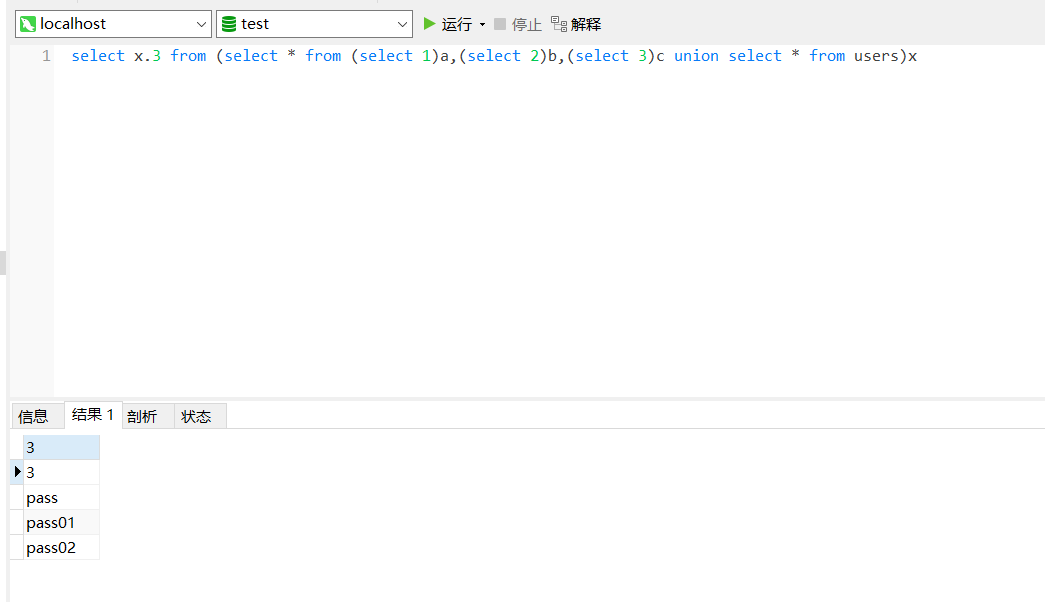 localhost test 运行 停止 解释
1 select x.3 from (select * from (select 1)a,(select 2)b,(select 3)c union select * from users)x
信息 结果 1 剖析 状态
3
3
pass
pass01
pass02